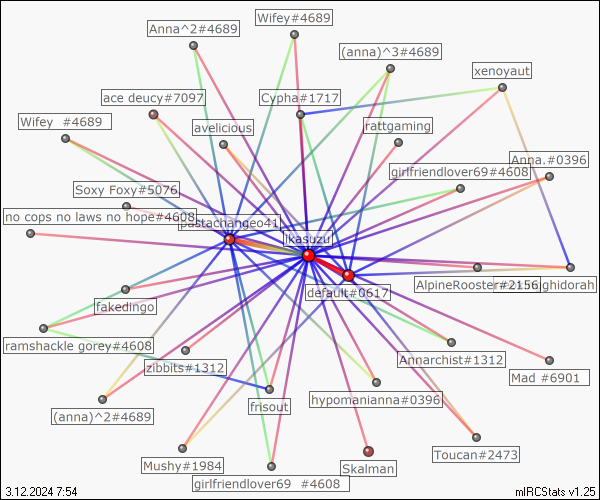 Wifey#4689
Anna^2#4689
(anna)^3#4689
xenoyaut
ace deucy#7097
Cypha#1717
Wifey  #4689
avelicious
rattgaming
Anna.#0396
girlfriendlover69#4608
Soxy Foxy#5076
no cops no laws no hope#4608
pastachangeo41
ikasuzu
default#0617
AlpineRooster#2156
ghidorah
fakedingo
ramshackle gorey#4608
zibbits#1312
Annarchist#1312
Mad #6901
(anna)^2#4689
frisout
hypomanianna#0396
Mushy#1984
Skalman
Toucan#2473
girlfriendlover69  #4608
3.12.2024 7:54
mIRCStats v1.25